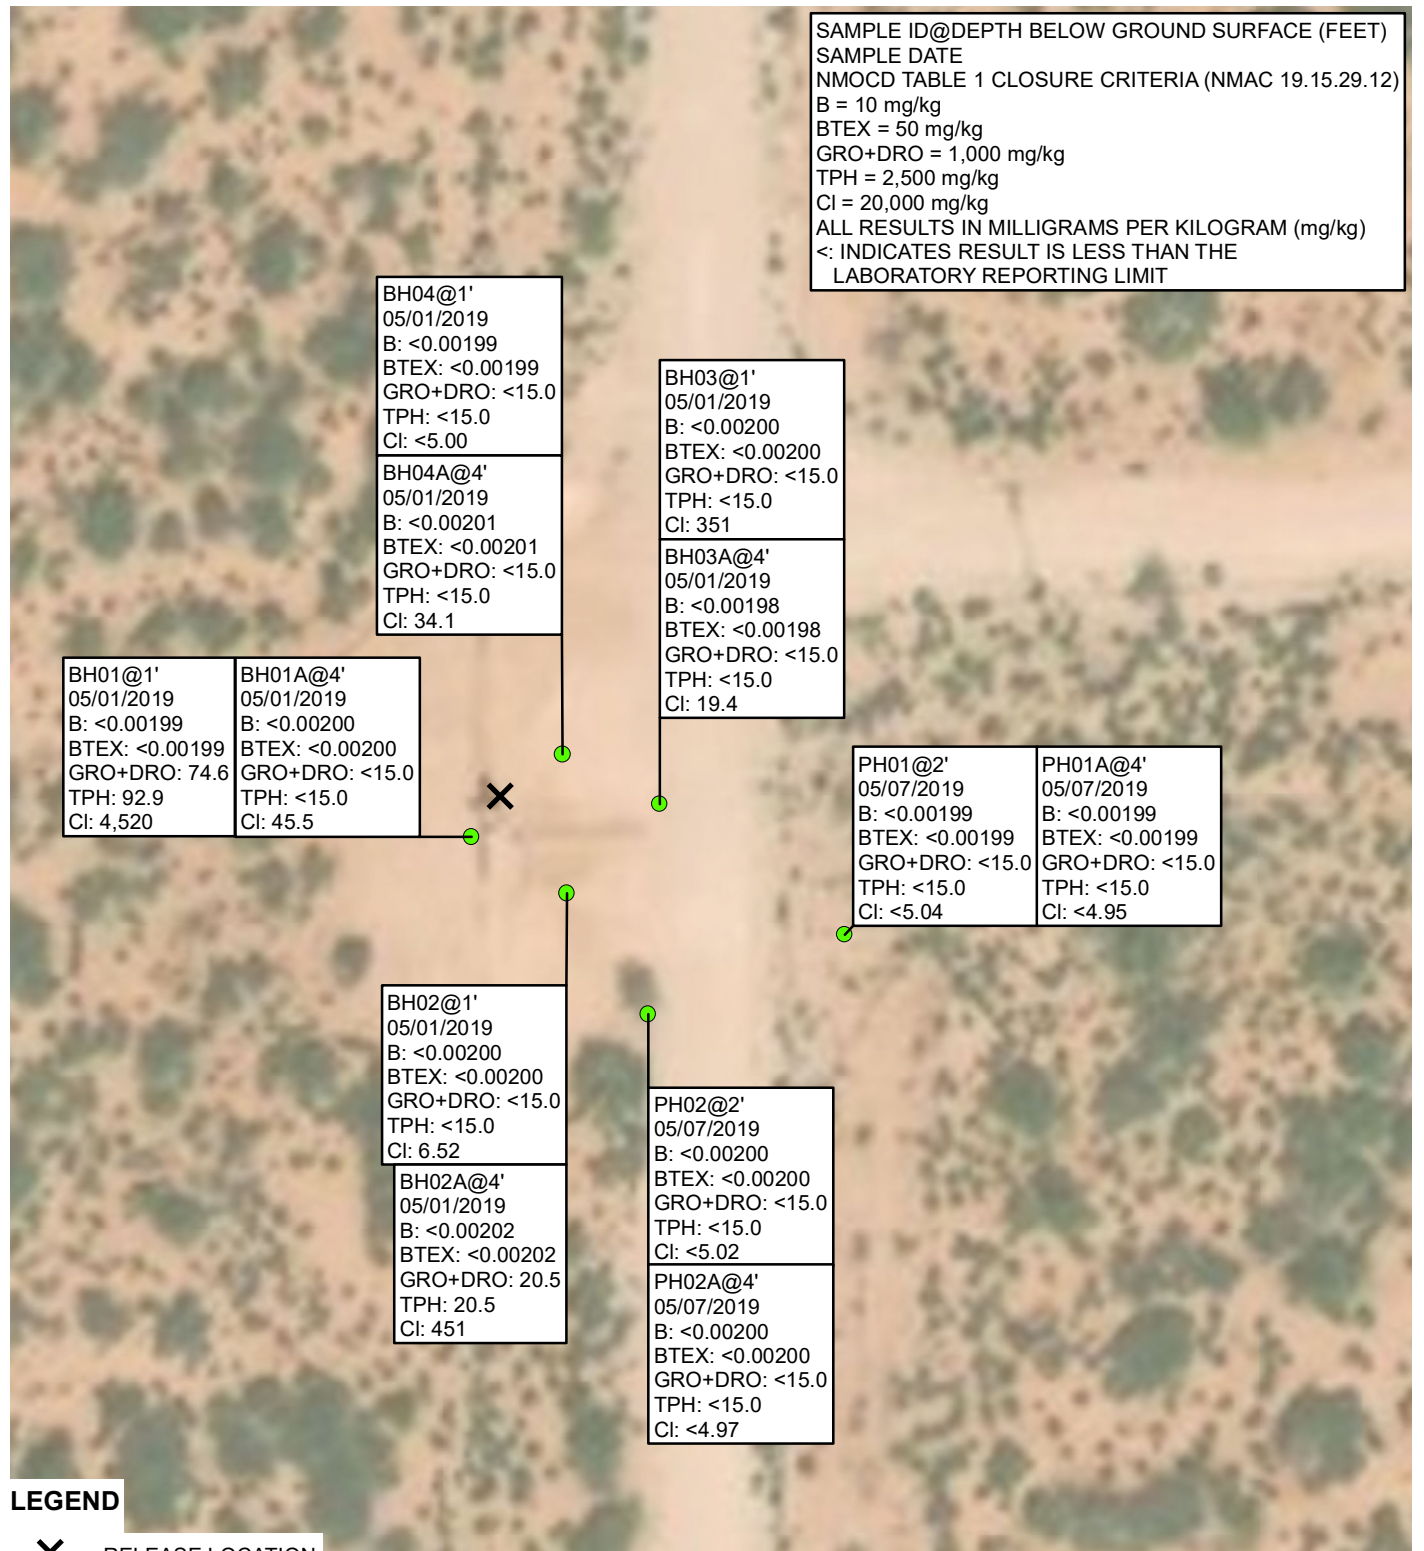 SAMPLE ID@DEPTH BELOW GROUND SURFACE (FEET)
SAMPLE DATE
NMOCD TABLE 1 CLOSURE CRITERIA (NMAC 19.15.29.12)
B = 10 mg/kg
BTEX = 50 mg/kg
GRO+DRO = 1,000 mg/kg
TPH = 2,500 mg/kg
Cl = 20,000 mg/kg
ALL RESULTS IN MILLIGRAMS PER KILOGRAM (mg/kg)
<: INDICATES RESULT IS LESS THAN THE
LABORATORY REPORTING LIMIT
BH04@1'
05/01/2019
B: <0.00199
BTEX: <0.00199
GRO+DRO: <15.0
TPH: <15.0
Cl: <5.00
BH04A@4'
05/01/2019
B: <0.00201
BTEX: <0.00201
GRO+DRO: <15.0
TPH: <15.0
Cl: 34.1
BH03@1'
05/01/2019
B: <0.00200
BTEX: <0.00200
GRO+DRO: <15.0
TPH: <15.0
Cl: 351
BH03A@4'
05/01/2019
B: <0.00198
BTEX: <0.00198
GRO+DRO: <15.0
TPH: <15.0
Cl: 19.4
BH01@1'
05/01/2019
B: <0.00199
BTEX: <0.00199
GRO+DRO: 74.6
TPH: 92.9
Cl: 4,520
BH01A@4'
05/01/2019
B: <0.00200
BTEX: <0.00200
GRO+DRO: <15.0
TPH: <15.0
Cl: 45.5
PH01@2'
05/07/2019
B: <0.00199
BTEX: <0.00199
GRO+DRO: <15.0
TPH: <15.0
Cl: <5.04
PH01A@4'
05/07/2019
B: <0.00199
BTEX: <0.00199
GRO+DRO: <15.0
TPH: <15.0
Cl: <4.95
BH02@1'
05/01/2019
B: <0.00200
BTEX: <0.00200
GRO+DRO: <15.0
TPH: <15.0
Cl: 6.52
BH02A@4'
05/01/2019
B: <0.00202
BTEX: <0.00202
GRO+DRO: 20.5
TPH: 20.5
Cl: 451
PH02@2'
05/07/2019
B: <0.00200
BTEX: <0.00200
GRO+DRO: <15.0
TPH: <15.0
Cl: <5.02
PH02A@4'
05/07/2019
B: <0.00200
BTEX: <0.00200
GRO+DRO: <15.0
TPH: <15.0
Cl: <4.97
LEGEND
RELEASE LOCATION